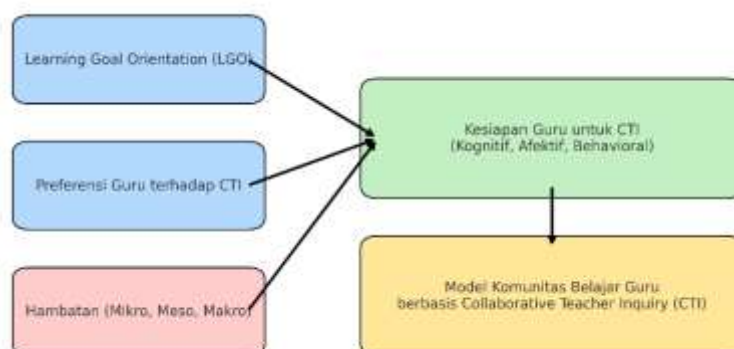 Learning Goal Orientation (LGO)
Preferensi Guru terhadap CTI
Hambatan (Mikro, Meso, Makro)
Kesiapan Guru untuk CTI
(Kognitif, Afektif, Behavioral)
Model Komunitas Belajar Guru
berbasis Collaborative Teacher Inquiry (CTI)